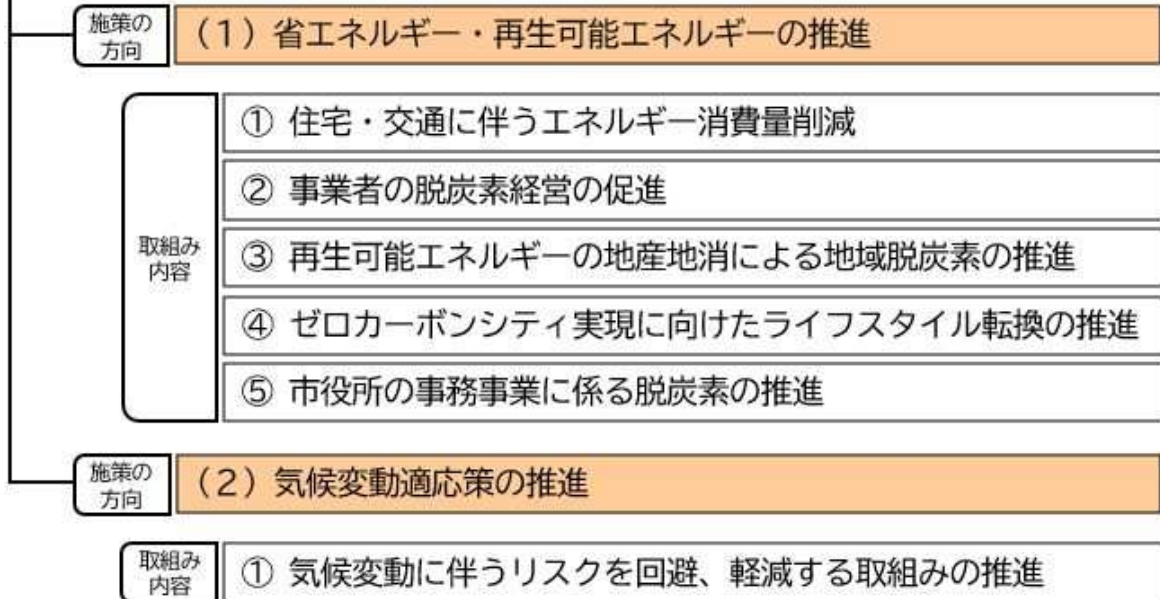 施策の
方向
（１）省エネルギー・再生可能エネルギーの推進
取組み
内容
① 住宅・交通に伴うエネルギー消費量削減
② 事業者の脱炭素経営の促進
③ 再生可能エネルギーの地産地消による地域脱炭素の推進
④ ゼロカーボンシティ実現に向けたライフスタイル転換の推進
⑤ 市役所の事務事業に係る脱炭素の推進
施策の
方向
（２）気候変動適応策の推進
取組み
内容
① 気候変動に伴うリスクを回避、軽減する取組みの推進